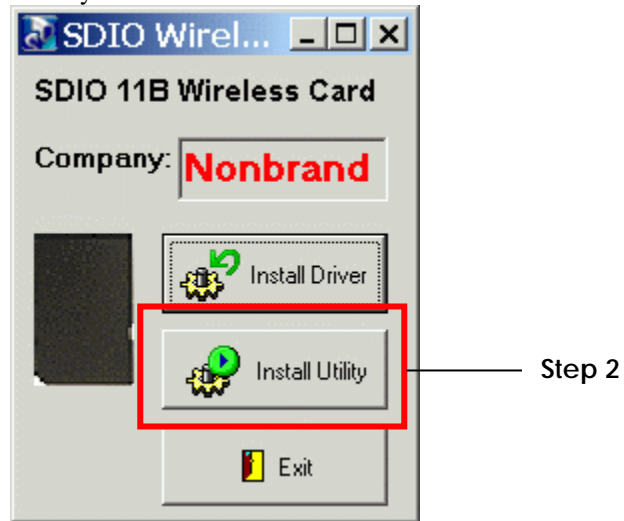 SDIO Wirel...
SDIO 11B Wireless Card
Company: Nonbrand
Install Driver
Install Utility
Step 2
Exit